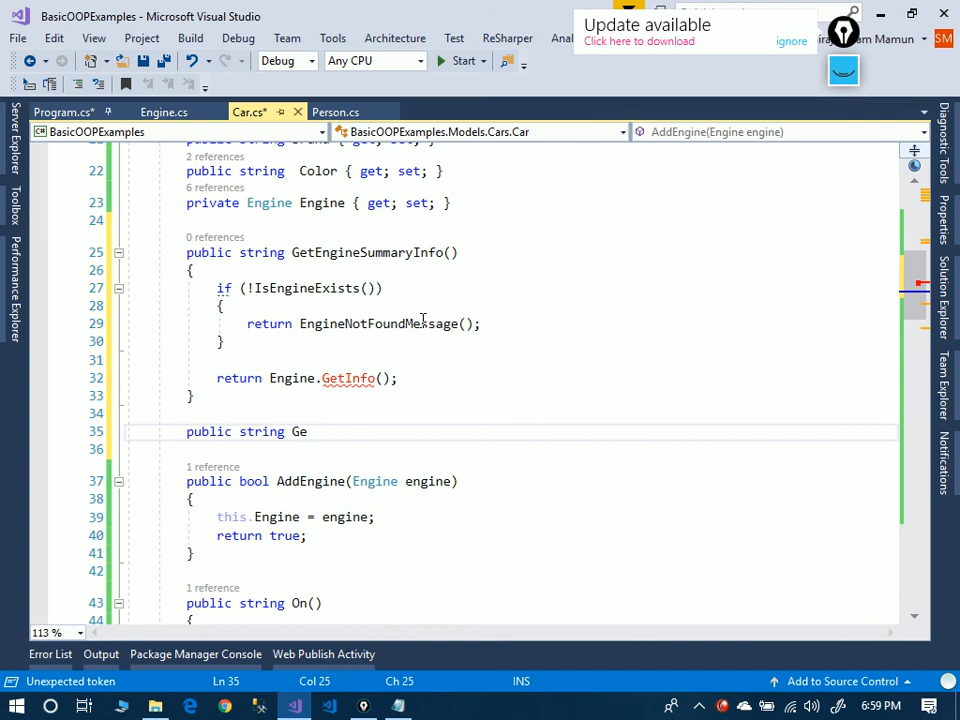 BasicOOPExamples - Microsoft Visual Studio
Update available
Click here to download
ignore
File Edit View Project Build Debug Team Tools Architecture Test ReSharper
am Mamun
SM
Debug Any CPU Start
Program.cs* Engine.cs Car.cs* Person.cs
BasicOOPExamples BasicOOPExamples.Models.Cars.Car AddEngine(Engine engine)
2 references
22 public string Color { get; set; }
6 references
23 private Engine Engine { get; set; }
24
0 references
25 public string GetEngineSummaryInfo()
26 {
27 if (!IsEngineExists())
28 {
29 return EngineNotFoundMessage();
30 }
31
32 return Engine.GetInfo();
33 }
34
35 public string Ge
36
1 reference
37 public bool AddEngine(Engine engine)
38 {
39 this.Engine = engine;
40 return true;
41 }
42
1 reference
43 public string On()
44 {
Server Explorer
Toolbox
Performance Explorer
Diagnostic Tools
Properties
Solution Explorer
Team Explorer
Notifications
113 %
Error List Output Package Manager Console Web Publish Activity
Unexpected token Ln 35 Col 25 Ch 25 INS Add to Source Control
6:59 PM